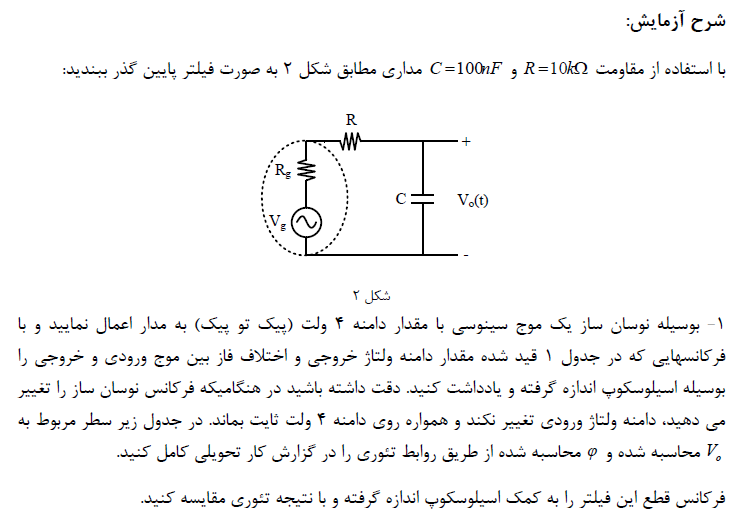 شرح آزمایش:
با استفاده از مقاومت R=10kΩ و C=100nF مداری مطابق شکل ۲ به صورت فیلتر پایین گذر ببندید:
R
+
Rg
C
Vo(t)
Vg
-
شکل ۲
۱- بوسیله نوسان ساز یک موج سینوسی با مقدار دامنه ۴ ولت (پیک تو پیک) به مدار اعمال نمایید و با
فرکانسهایی که در جدول ۱ قید شده مقدار دامنه ولتاژ خروجی و اختلاف فاز بین موج ورودی و خروجی را
بوسیله اسیلوسکوپ اندازه گرفته و یادداشت کنید. دقت داشته باشید در هنگامیکه فرکانس نوسان ساز را تغییر
می دهید، دامنه ولتاژ ورودی تغییر نکند و همواره روی دامنه ۴ ولت ثابت بماند. در جدول زیر سطر مربوط به
Vo محاسبه شده و φ محاسبه شده از طریق روابط تئوری را در گزارش کار تحویلی کامل کنید.
فرکانس قطع این فیلتر را به کمک اسیلوسکوپ اندازه گرفته و با نتیجه تئوری مقایسه کنید.